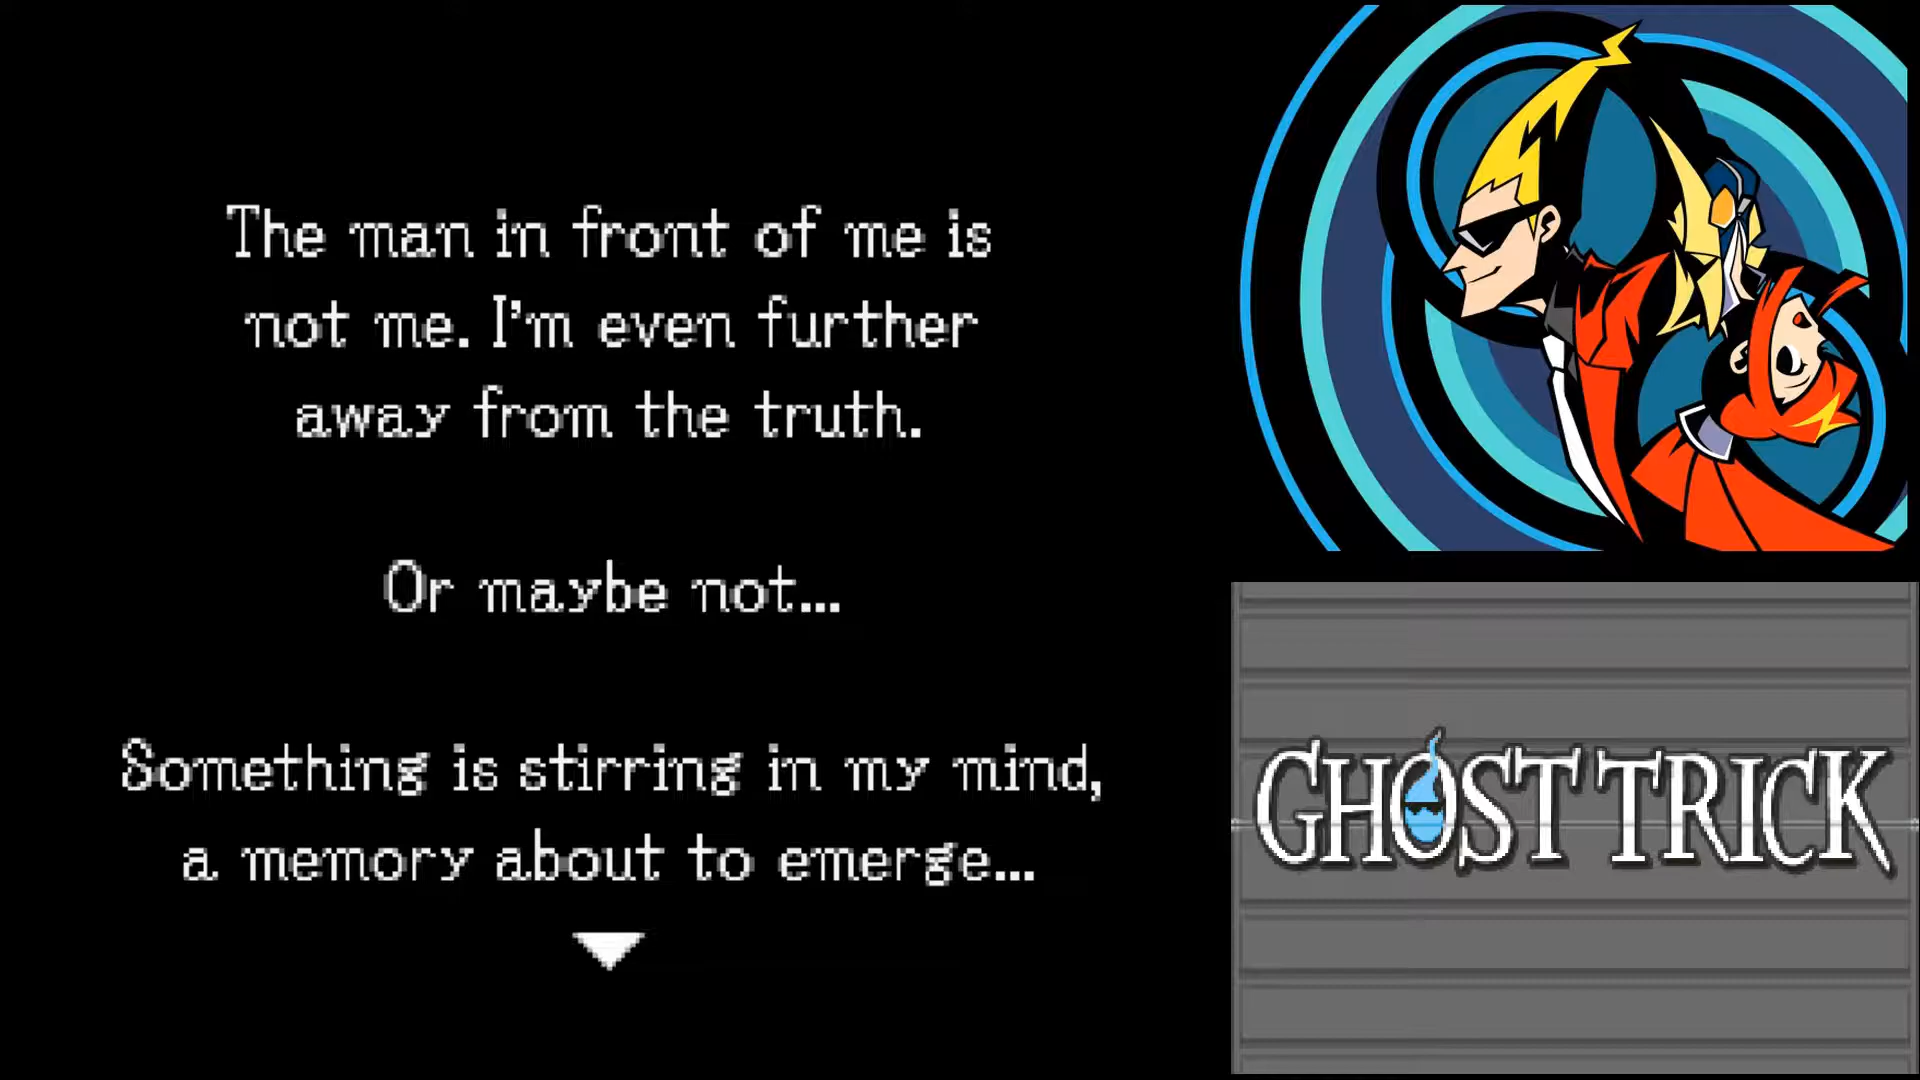 The man in front of me is
not me. I'm even further
away from the truth.
Or maybe not...
Something is stirring in my mind,
a memory about to emerge...
GHOST TRICK